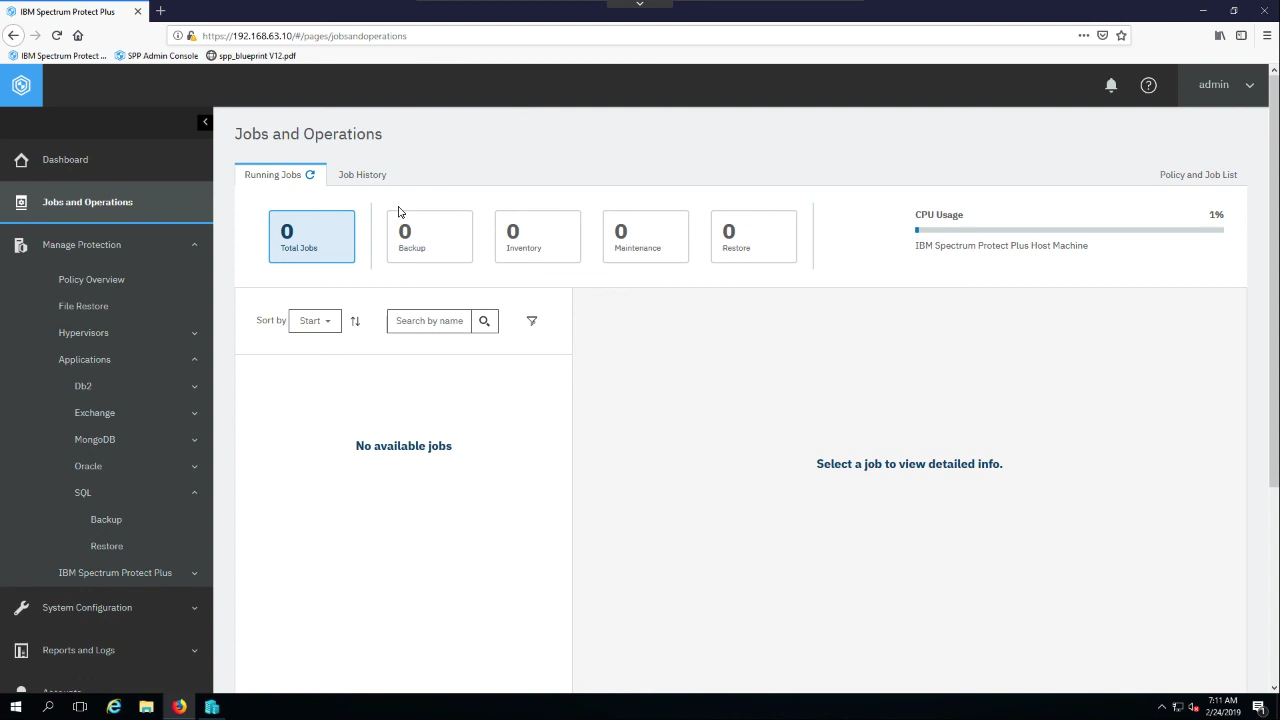 IBM Spectrum Protect Plus
https://192.168.63.10/#/pages/jobsandoperations
IBM Spectrum Protect ...
SPP Admin Console
spp_blueprint V12.pdf
admin
Dashboard
Jobs and Operations
Manage Protection
Policy Overview
File Restore
Hypervisors
Applications
Db2
Exchange
MongoDB
Oracle
SQL
Backup
Restore
IBM Spectrum Protect Plus
System Configuration
Reports and Logs
Accounts
Jobs and Operations
Running Jobs
Job History
Policy and Job List
0
Total Jobs
0
Backup
0
Inventory
0
Maintenance
0
Restore
CPU Usage
1%
IBM Spectrum Protect Plus Host Machine
Sort by
Start
Search by name
No available jobs
Select a job to view detailed info.
7:11 AM
2/24/2019
1